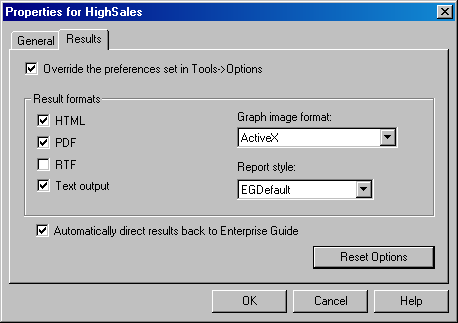 Properties for HighSales
General
Results
Override the preferences set in Tools->Options
Result formats
HTML
PDF
RTF
Text output
Graph image format:
ActiveX
Report style:
EGDefault
Automatically direct results back to Enterprise Guide
Reset Options
OK
Cancel
Help